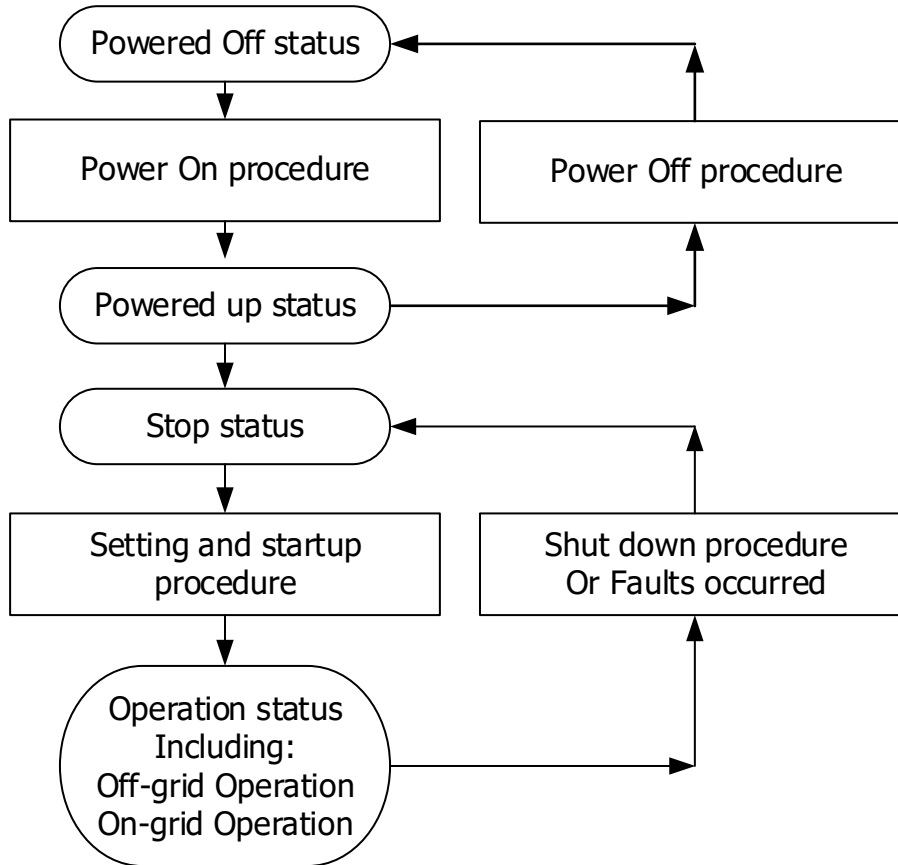 Powered Off status
Power On procedure
Power Off procedure
Powered up status
Stop status
Setting and startup
procedure
Shut down procedure
Or Faults occurred
Operation status
Including:
Off-grid Operation
On-grid Operation